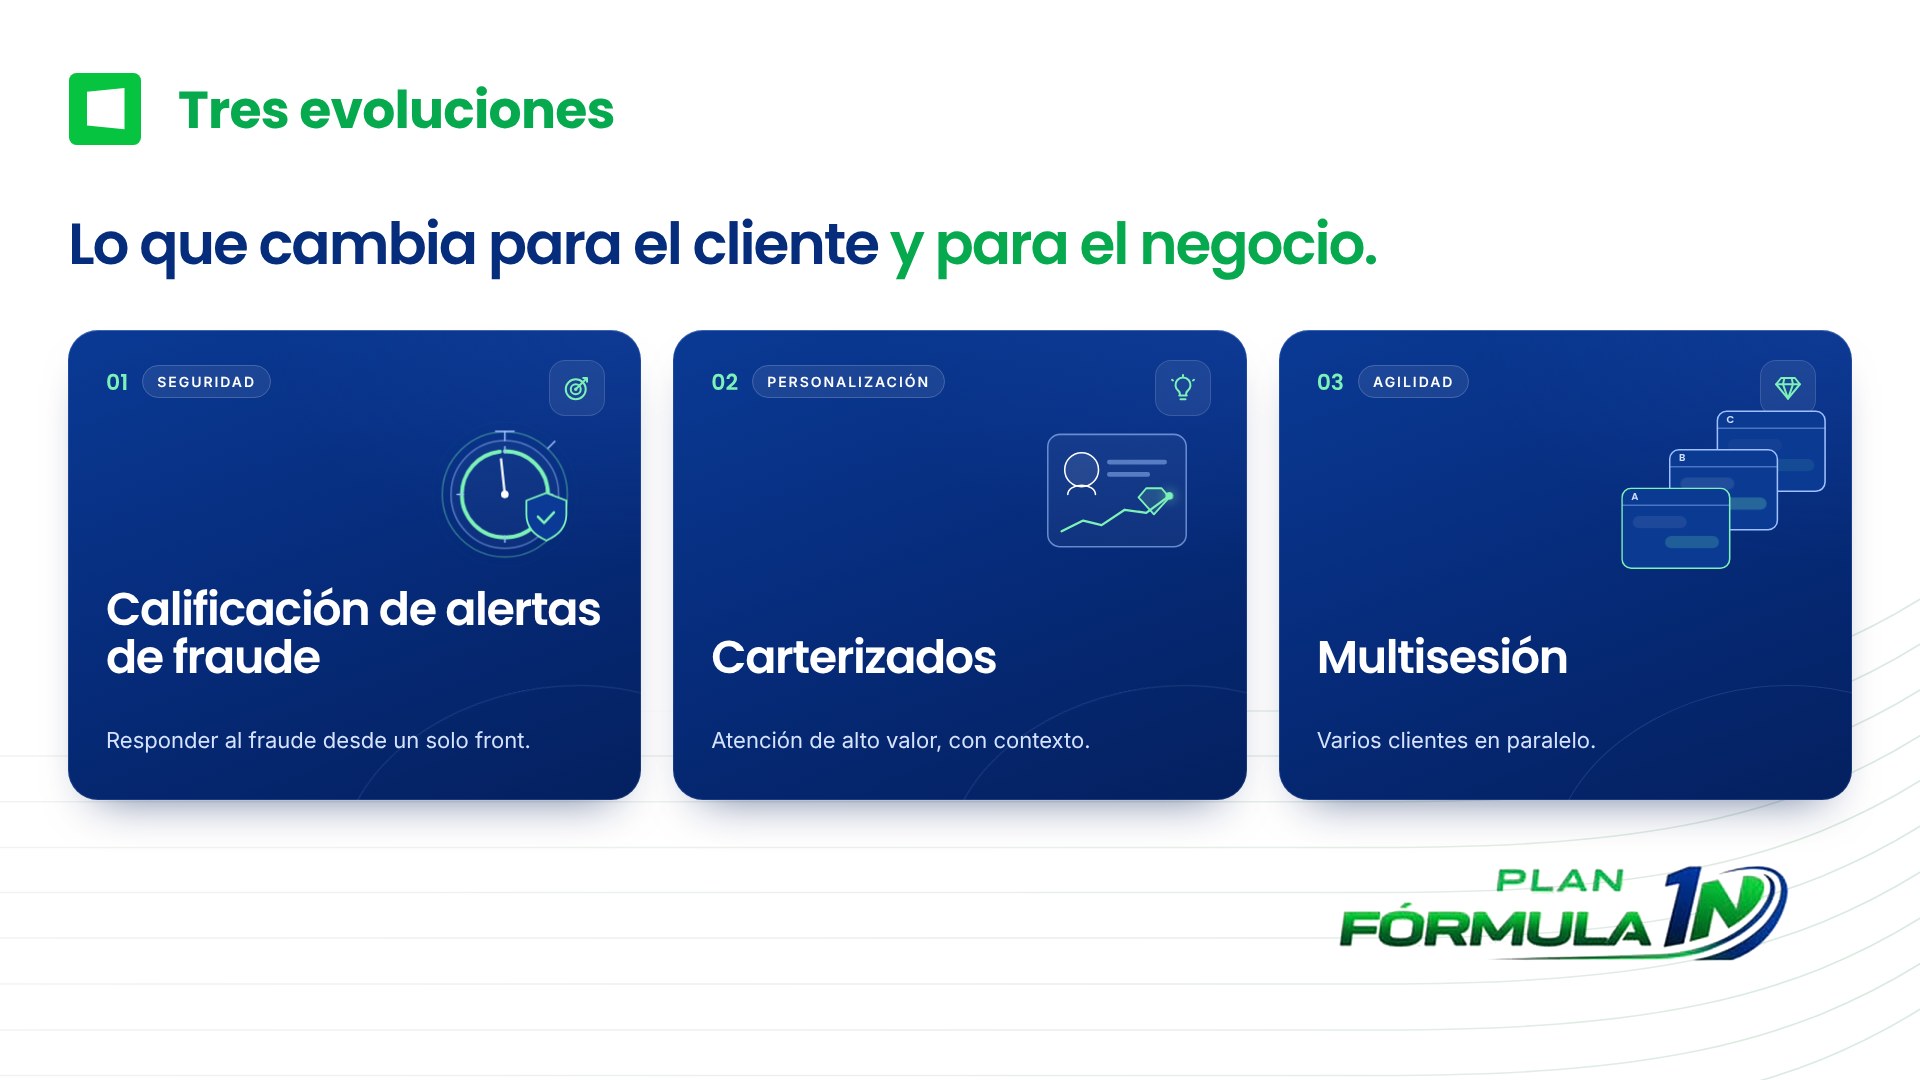 Tres evoluciones
Lo que cambia para el cliente y para el negocio.
01 SEGURIDAD
Calificación de alertas
de fraude
Responder al fraude desde un solo front.
02 PERSONALIZACIÓN
Carterizados
Atención de alto valor, con contexto.
03 AGILIDAD
C
B
A
Multisesión
Varios clientes en paralelo.
PLAN
FÓRMULA 1N